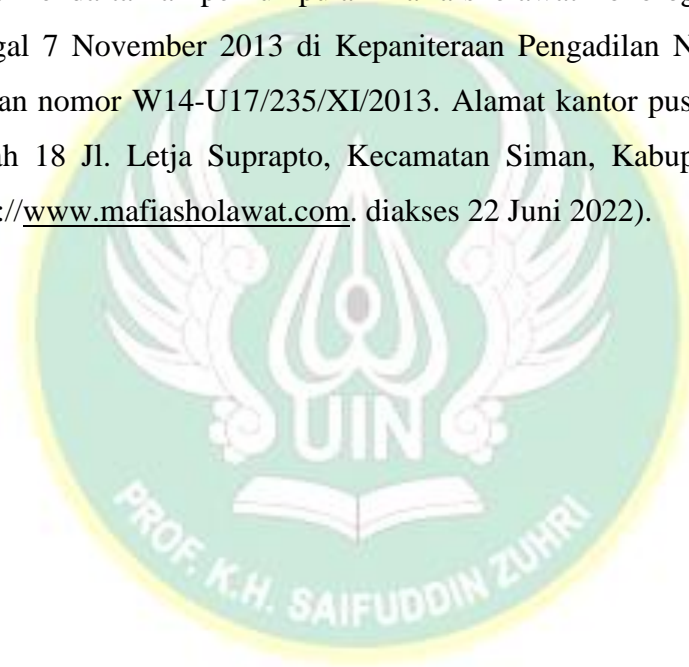 gal 7 November 2013 di Kepaniteraan Pengadilan N
an nomor W14-U17/235/XI/2013. Alamat kantor pus
ah 18 Jl. Letja Suprapto, Kecamatan Siman, Kabup
://www.mafiasholawat.com. diakses 22 Juni 2022).
UIN
PROF. K.H. SAIFUDDIN ZUHRI